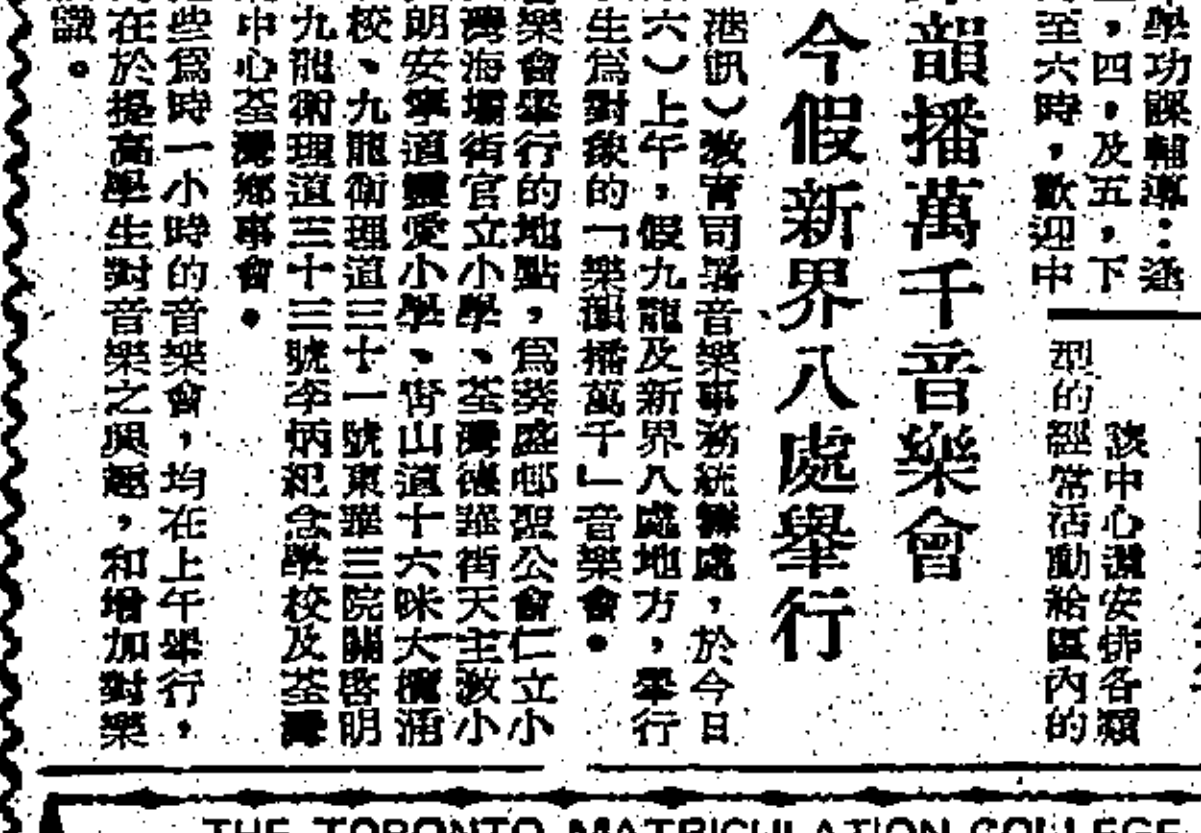 學功課輔導：逢
，四，及五，下
至六時，歡迎中
該中心還安排各類
型的經常活動給區內的
韻播萬千音樂會
今假新界八處舉行
港訊）教育司署音樂事務統籌處，於今日
六）上午，假九龍及新界八處地方，舉行
生爲對象的「樂韻播萬千」音樂會。
樂會舉行的地點，爲葵盛邨聖公會仁立小
灣海壩街官立小學、荃灣德華街天主教小
朗安寧道靈愛小學、青山道十六咪大欖涌
校、九龍衛理道三十一號東華三院關啓明
九龍衛理道三十三號李炳紀念學校及荃灣
中心荃灣鄉事會。
些爲時一小時的音樂會，均在上午舉行，
在於提高學生對音樂之興趣，和增加對樂
識。
THE TORONTO MATRICULATION COLLEGE